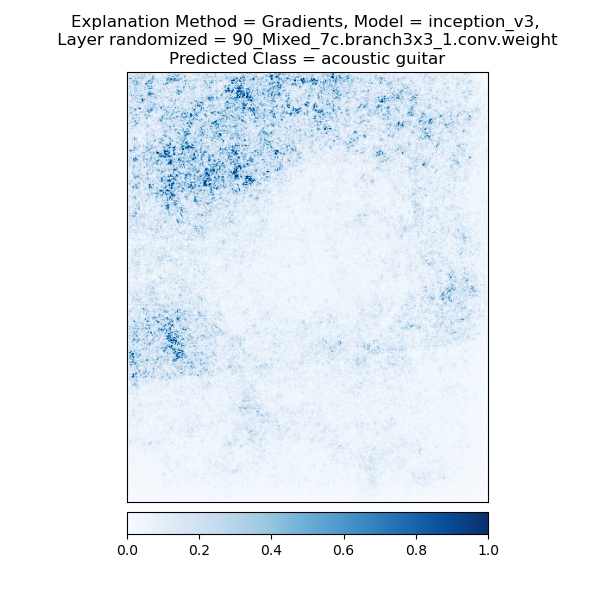 Explanation Method = Gradients, Model = inception_v3,
Layer randomized = 90_Mixed_7c.branch3x3_1.conv.weight
Predicted Class = acoustic guitar
0.0 0.2 0.4 0.6 0.8 1.0